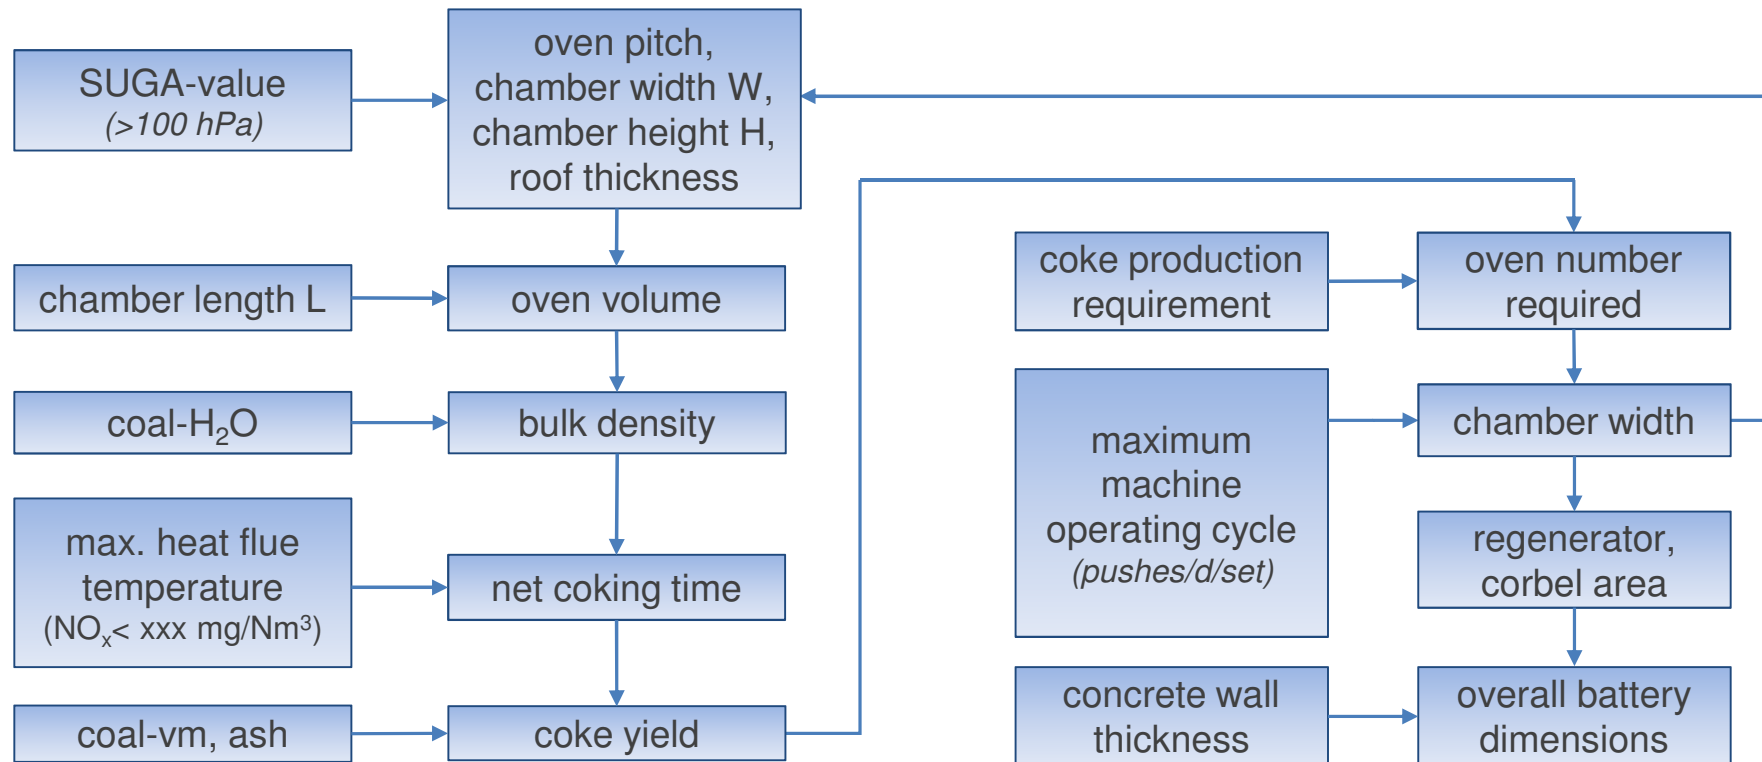 SUGA-value
(>100 hPa)
oven pitch,
chamber width W,
chamber height H,
roof thickness
chamber length L
oven volume
coal-H₂O
bulk density
max. heat flue
temperature
(NOₓ< xxx mg/Nm³)
net coking time
coal-vm, ash
coke yield
coke production
requirement
oven number
required
maximum
machine
operating cycle
(pushes/d/set)
chamber width
regenerator,
corbel area
concrete wall
thickness
overall battery
dimensions